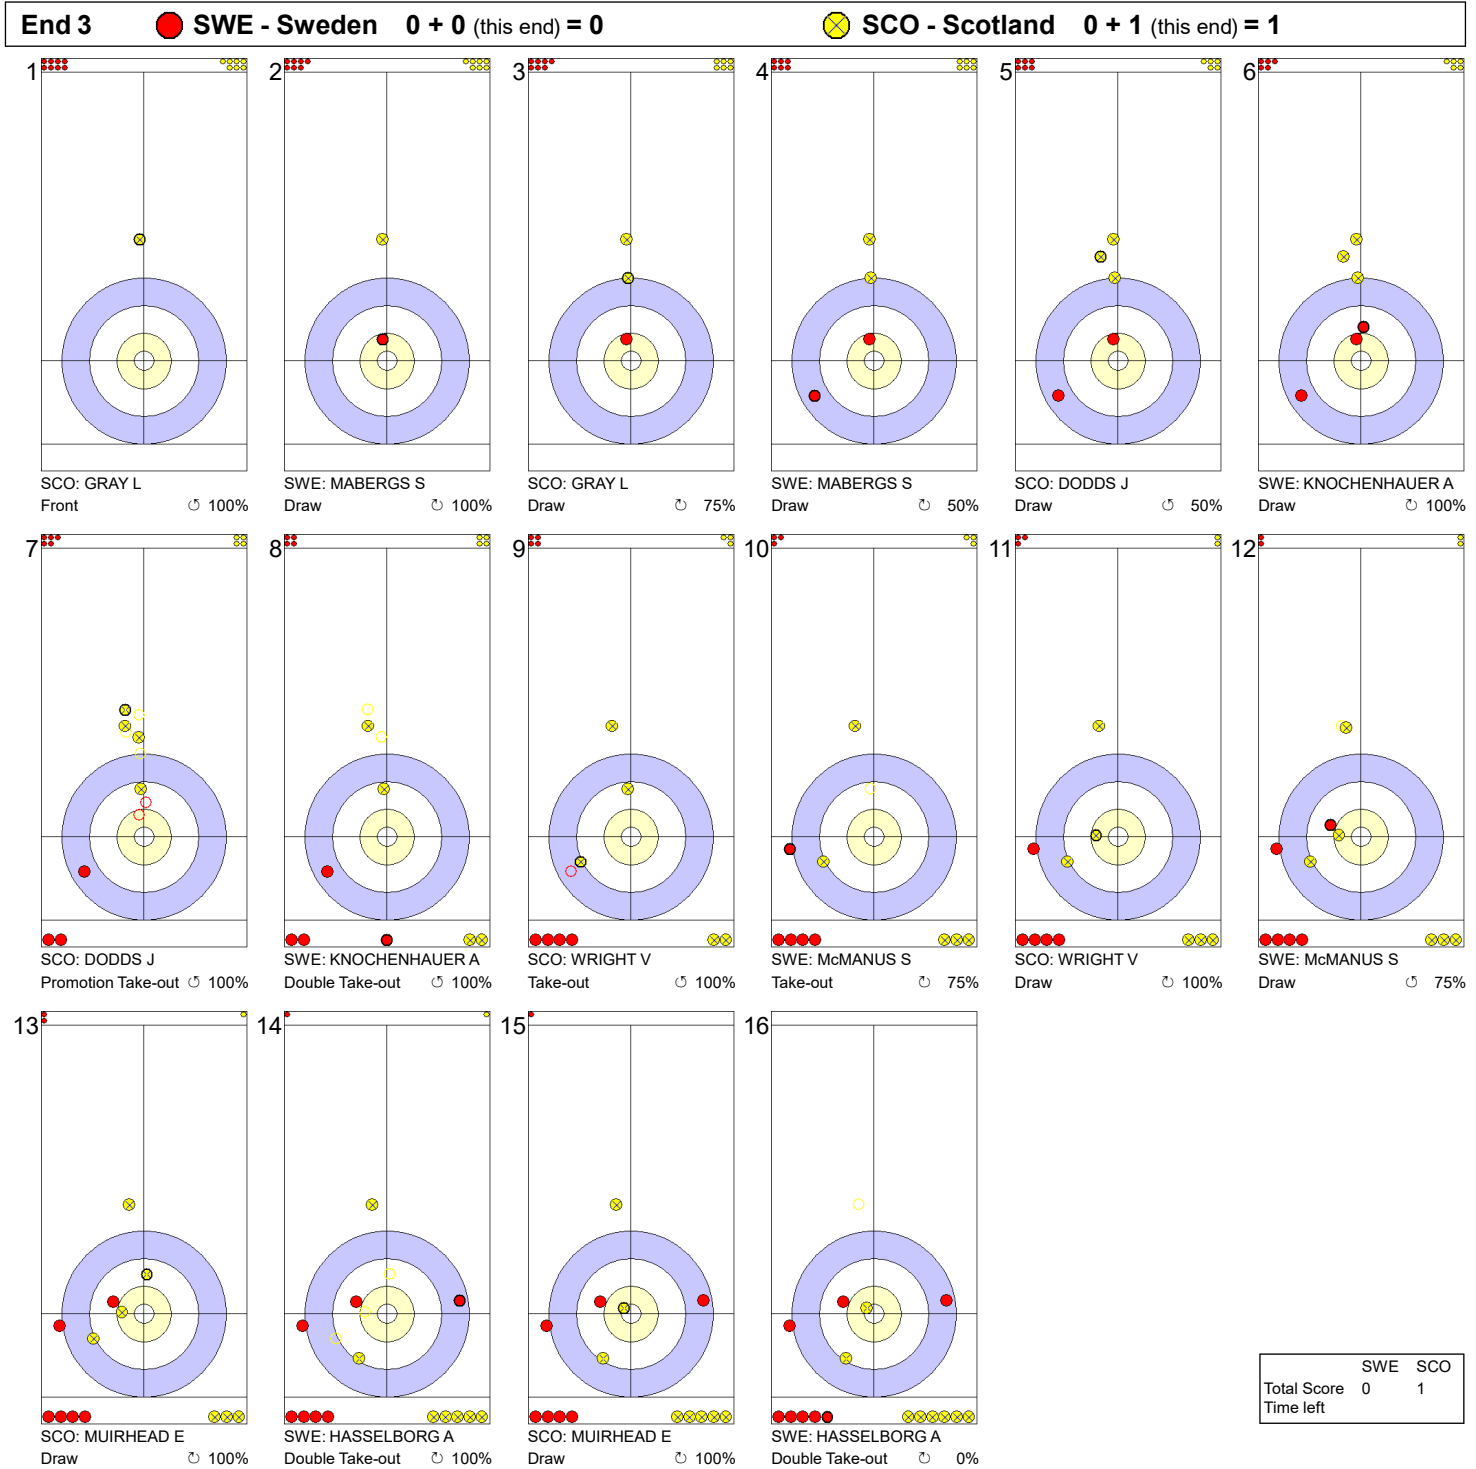 End 3 SWE - Sweden 0 + 0 (this end) = 0 SCO - Scotland 0 + 1 (this end) = 1
1 2 3 4 5 6
SCO: GRAY L SWE: MABERGS S SCO: GRAY L SWE: MABERGS S SCO: DODDS J SWE: KNOCHENHAUER A
Front ↺ 100% Draw ↻ 100% Draw ↻ 75% Draw ↻ 50% Draw ↺ 50% Draw ↻ 100%
7 8 9 10 11 12
SCO: DODDS J SWE: KNOCHENHAUER A SCO: WRIGHT V SWE: McMANUS S SCO: WRIGHT V SWE: McMANUS S
Promotion Take-out ↺ 100% Double Take-out ↺ 100% Take-out ↺ 100% Take-out ↻ 75% Draw ↺ 100% Draw ↺ 75%
13 14 15 16
SWE SCO
Total Score 0 1
Time left
SCO: MUIRHEAD E SWE: HASSELBORG A SCO: MUIRHEAD E SWE: HASSELBORG A
Draw ↻ 100% Double Take-out ↻ 100% Draw ↻ 100% Double Take-out ↻ 0%